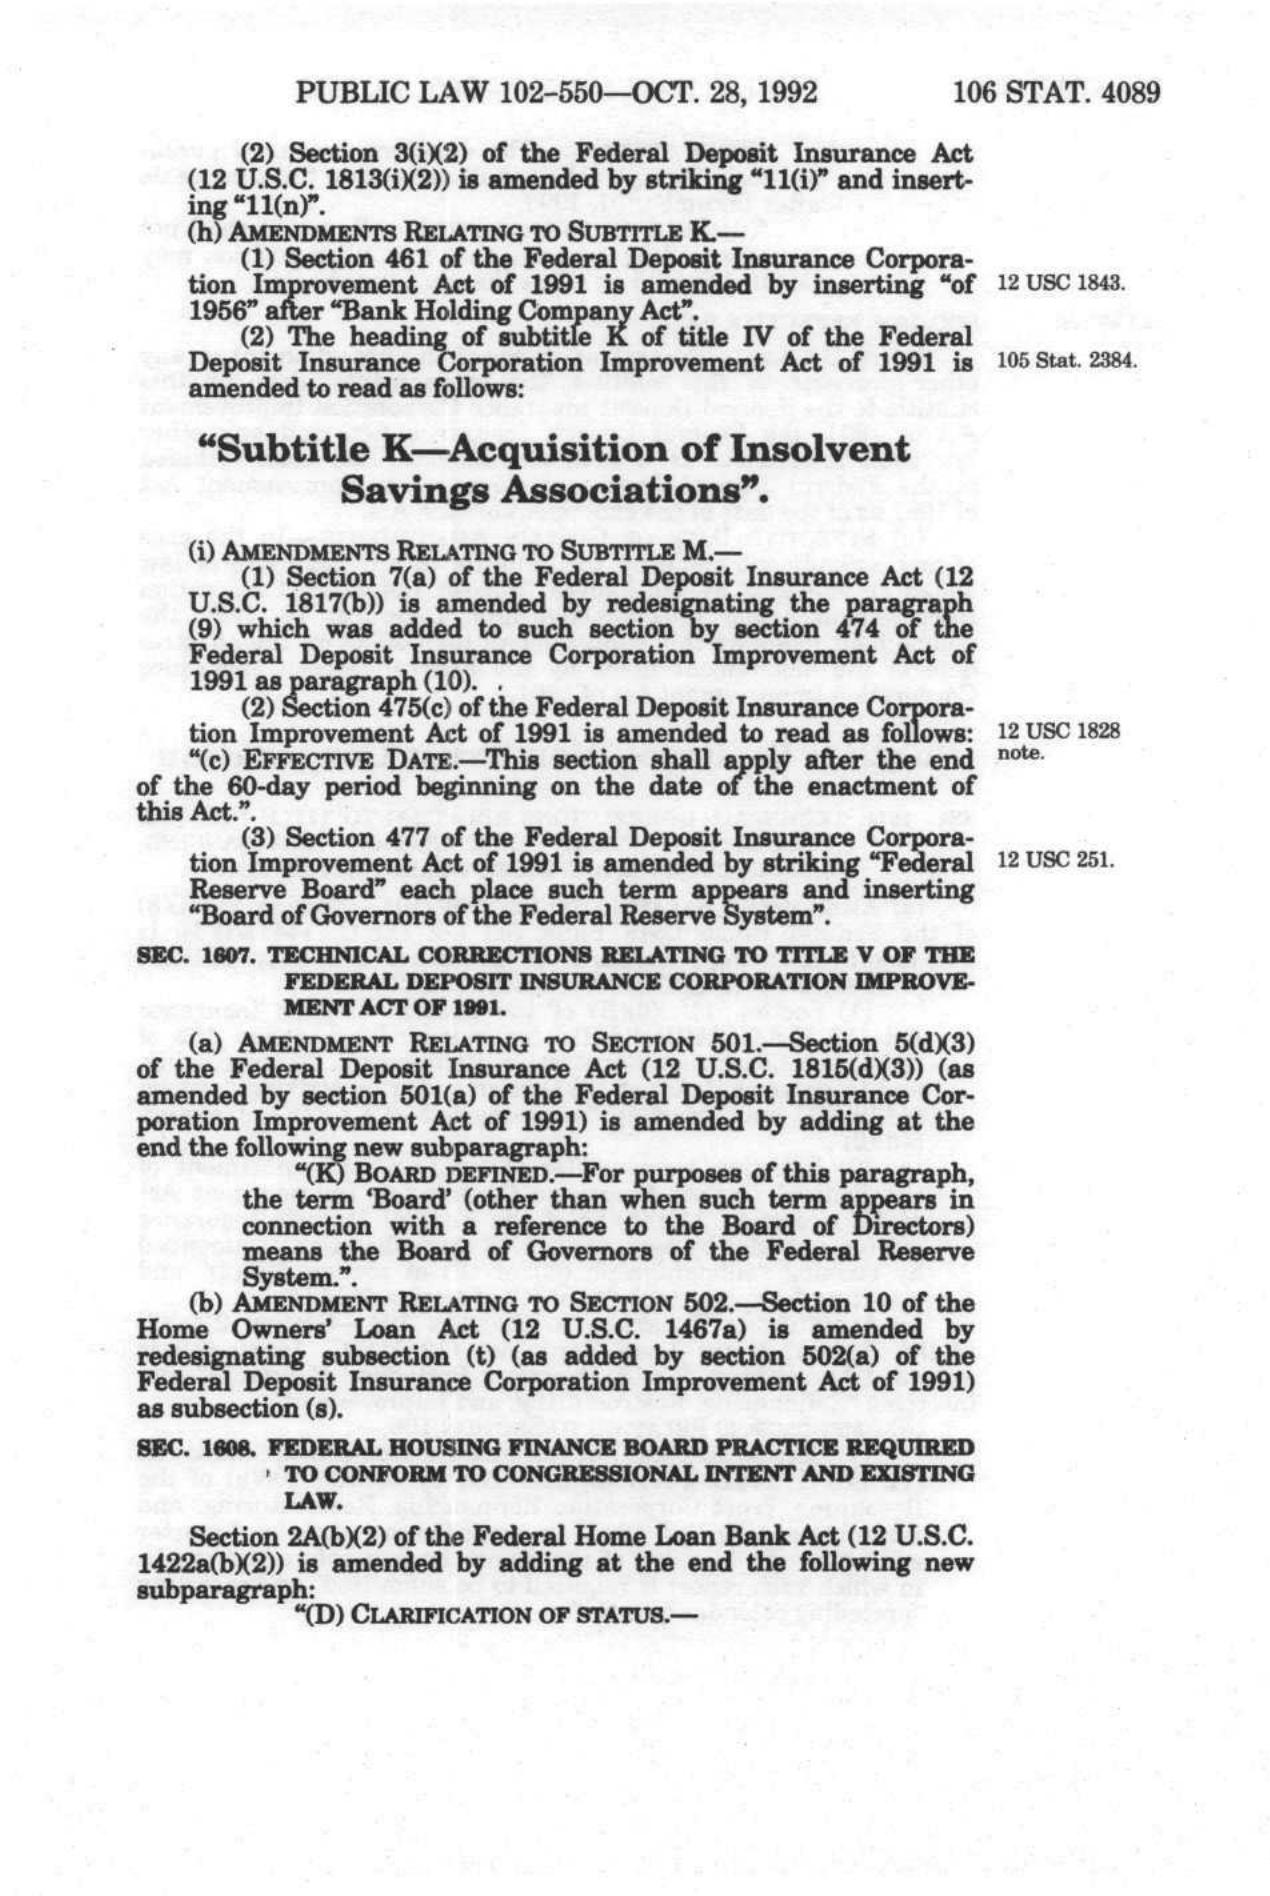 PUBLIC LAW 102–550—OCT. 28, 1992 106 STAT. 4089
(2) Section 3(i)(2) of the Federal Deposit Insurance Act
(12 U.S.C. 1813(i)(2)) is amended by striking “11(i)” and insert-
ing “11(n)”.
(h) AMENDMENTS RELATING TO SUBTITLE K.—
(1) Section 461 of the Federal Deposit Insurance Corpora-
tion Improvement Act of 1991 is amended by inserting “of 12 USC 1843.
1956” after “Bank Holding Company Act”.
(2) The heading of subtitle K of title IV of the Federal
Deposit Insurance Corporation Improvement Act of 1991 is 105 Stat. 2384.
amended to read as follows:
“Subtitle K—Acquisition of Insolvent
Savings Associations”.
(i) AMENDMENTS RELATING TO SUBTITLE M.—
(1) Section 7(a) of the Federal Deposit Insurance Act (12
U.S.C. 1817(b)) is amended by redesignating the paragraph
(9) which was added to such section by section 474 of the
Federal Deposit Insurance Corporation Improvement Act of
1991 as paragraph (10).
(2) Section 475(c) of the Federal Deposit Insurance Corpora-
tion Improvement Act of 1991 is amended to read as follows: 12 USC 1828
“(c) EFFECTIVE DATE.—This section shall apply after the end note.
of the 60-day period beginning on the date of the enactment of
this Act.”.
(3) Section 477 of the Federal Deposit Insurance Corpora-
tion Improvement Act of 1991 is amended by striking “Federal 12 USC 251.
Reserve Board” each place such term appears and inserting
“Board of Governors of the Federal Reserve System”.
SEC. 1607. TECHNICAL CORRECTIONS RELATING TO TITLE V OF THE
FEDERAL DEPOSIT INSURANCE CORPORATION IMPROVE-
MENT ACT OF 1991.
(a) AMENDMENT RELATING TO SECTION 501.—Section 5(d)(3)
of the Federal Deposit Insurance Act (12 U.S.C. 1815(d)(3)) (as
amended by section 501(a) of the Federal Deposit Insurance Cor-
poration Improvement Act of 1991) is amended by adding at the
end the following new subparagraph:
“(K) BOARD DEFINED.—For purposes of this paragraph,
the term ‘Board’ (other than when such term appears in
connection with a reference to the Board of Directors)
means the Board of Governors of the Federal Reserve
System.”.
(b) AMENDMENT RELATING TO SECTION 502.—Section 10 of the
Home Owners’ Loan Act (12 U.S.C. 1467a) is amended by
redesignating subsection (t) (as added by section 502(a) of the
Federal Deposit Insurance Corporation Improvement Act of 1991)
as subsection (s).
SEC. 1608. FEDERAL HOUSING FINANCE BOARD PRACTICE REQUIRED
TO CONFORM TO CONGRESSIONAL INTENT AND EXISTING
LAW.
Section 2A(b)(2) of the Federal Home Loan Bank Act (12 U.S.C.
1422a(b)(2)) is amended by adding at the end the following new
subparagraph:
“(D) CLARIFICATION OF STATUS.—